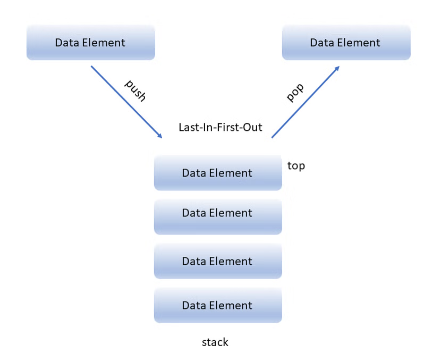 Data Element
Data Element
push
pop
Last-In-First-Out
Data Element
top
Data Element
Data Element
Data Element
stack